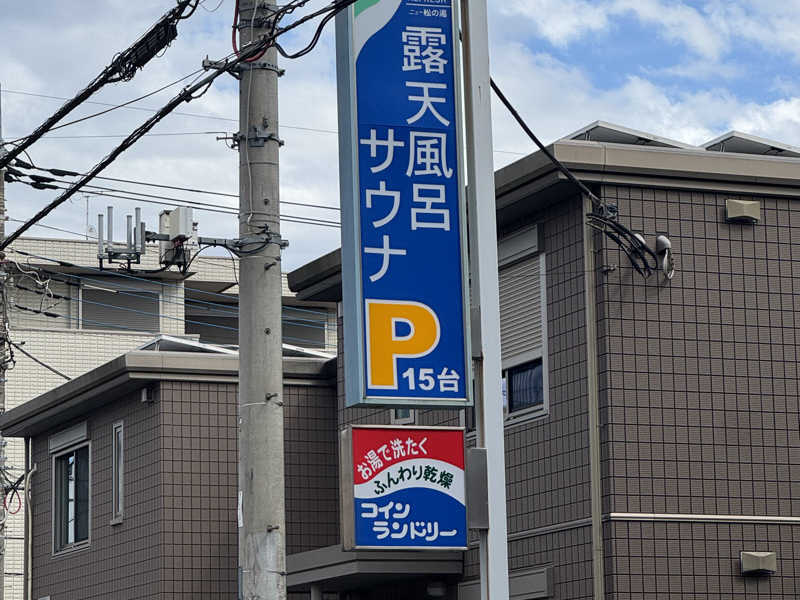 ニュー松の湯
露天風呂
サウナ
P
15台
お湯で洗たく
ふんわり乾燥
コイン
ランドリー